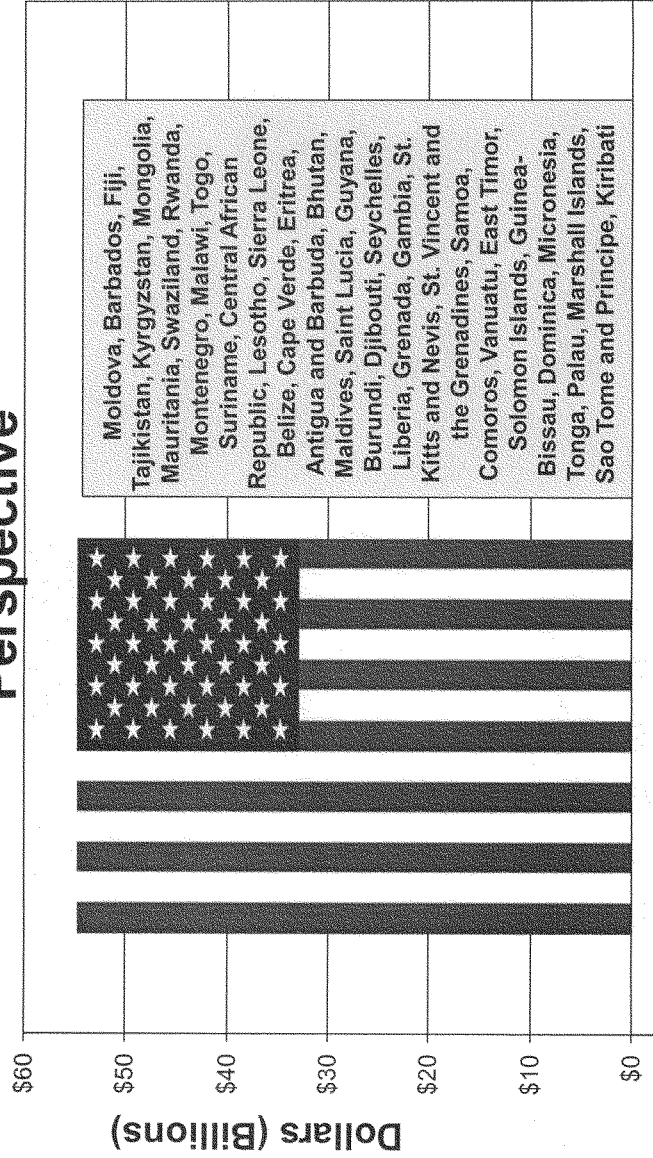 Perspective
Dollars (Billions)
$60
$50
$40
$30
$20
$10
$0
Moldova, Barbados, Fiji,
Tajikistan, Kyrgyzstan, Mongolia,
Mauritania, Swaziland, Rwanda,
Montenegro, Malawi, Togo,
Suriname, Central African
Republic, Lesotho, Sierra Leone,
Belize, Cape Verde, Eritrea,
Antigua and Barbuda, Bhutan,
Maldives, Saint Lucia, Guyana,
Burundi, Djibouti, Seychelles,
Liberia, Grenada, Gambia, St.
Kitts and Nevis, St. Vincent and
the Grenadines, Samoa,
Comoros, Vanuatu, East Timor,
Solomon Islands, Guinea-
Bissau, Dominica, Micronesia,
Tonga, Palau, Marshall Islands,
Sao Tome and Principe, Kiribati